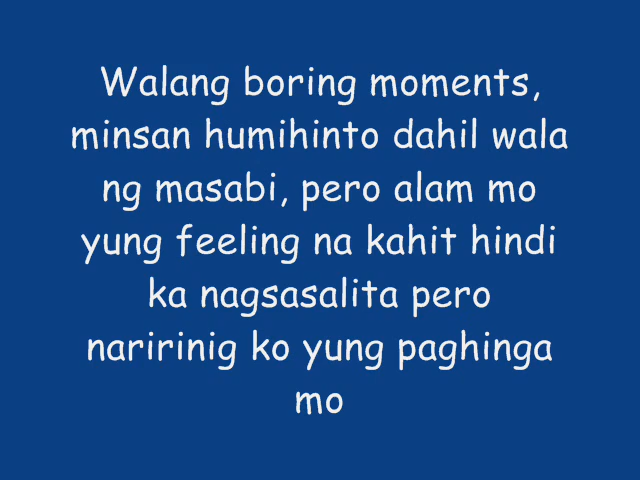 Walang boring moments,
minsan humihinto dahil wala
ng masabi, pero alam mo
yung feeling na kahit hindi
ka nagsasalita pero
naririnig ko yung paghinga
mo